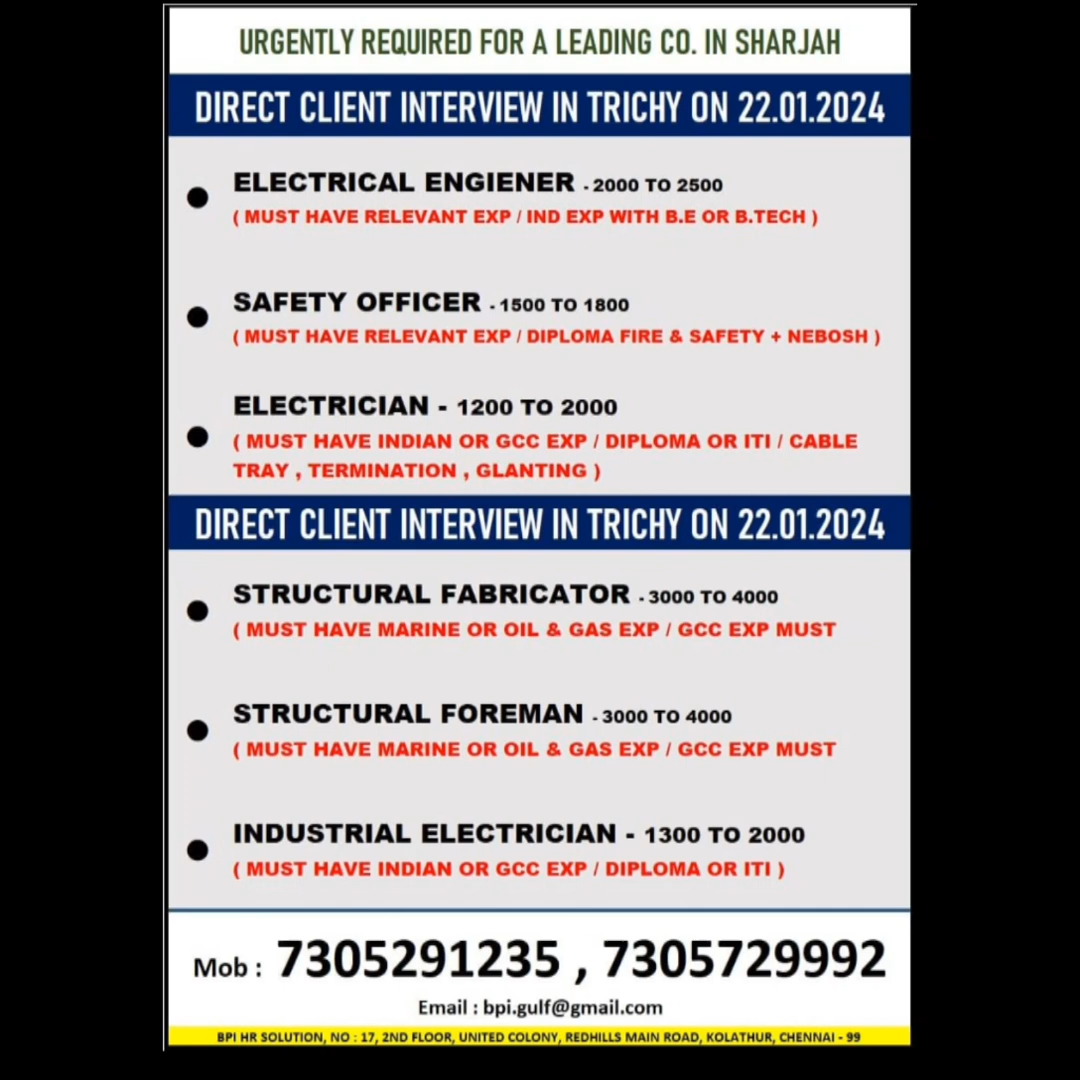 URGENTLY REQUIRED FOR A LEADING CO. IN SHARJAH
DIRECT CLIENT INTERVIEW IN TRICHY ON 22.01.2024
ELECTRICAL ENGIENER - 2000 TO 2500
( MUST HAVE RELEVANT EXP / IND EXP WITH B.E OR B.TECH )
SAFETY OFFICER - 1500 TO 1800
( MUST HAVE RELEVANT EXP / DIPLOMA FIRE & SAFETY + NEBOSH )
ELECTRICIAN - 1200 TO 2000
( MUST HAVE INDIAN OR GCC EXP / DIPLOMA OR ITI / CABLE
TRAY , TERMINATION , GLANTING )
DIRECT CLIENT INTERVIEW IN TRICHY ON 22.01.2024
STRUCTURAL FABRICATOR - 3000 TO 4000
( MUST HAVE MARINE OR OIL & GAS EXP / GCC EXP MUST
STRUCTURAL FOREMAN - 3000 TO 4000
( MUST HAVE MARINE OR OIL & GAS EXP / GCC EXP MUST
INDUSTRIAL ELECTRICIAN - 1300 TO 2000
( MUST HAVE INDIAN OR GCC EXP / DIPLOMA OR ITI )
Mob : 7305291235 , 7305729992
Email : bpi.gulf@gmail.com
BPI HR SOLUTION, NO : 17, 2ND FLOOR, UNITED COLONY, REDHILLS MAIN ROAD, KOLATHUR, CHENNAI - 99